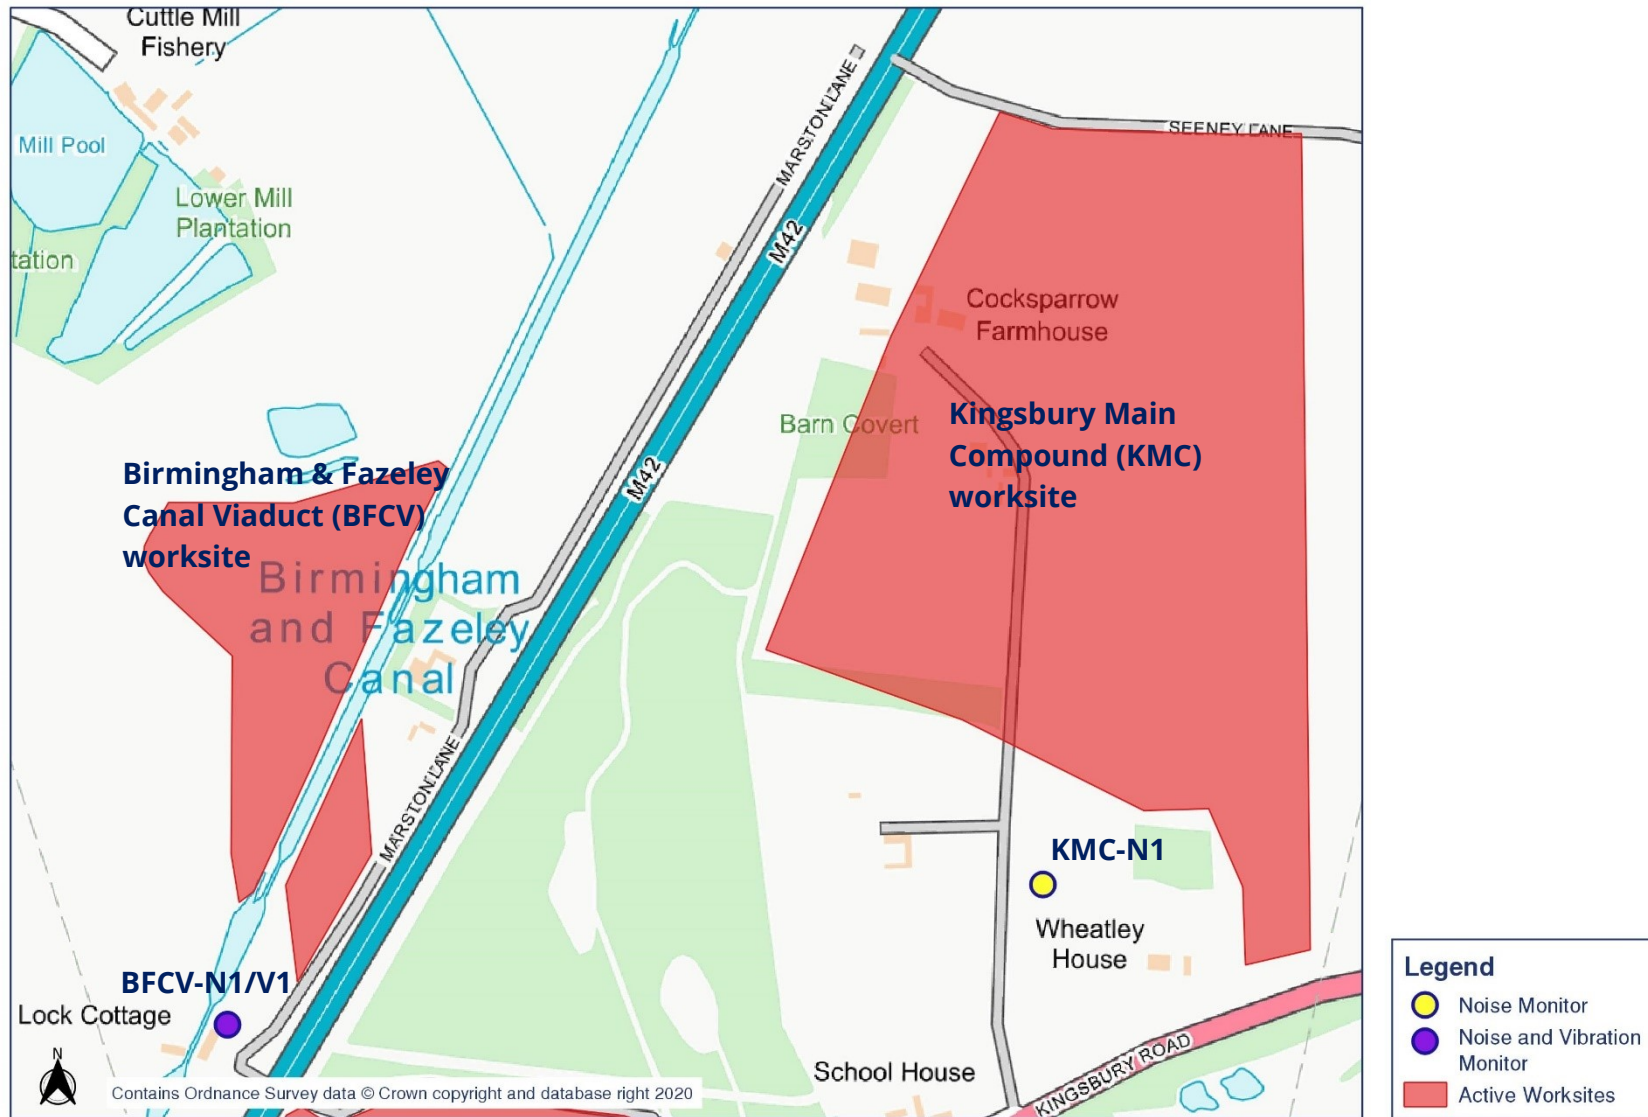 Cuttle Mill
Fishery
Mill Pool
Lower Mill
Plantation
tation
MARSTON LANE
M42
SEENEY LANE
Cocksparrow
Farmhouse
Barn Covert
Kingsbury Main
Compound (KMC)
worksite
M42
Birmingham & Fazeley
Canal Viaduct (BFCV)
worksite
Birmingham
and Fazeley
Canal
MARSTON LANE
KMC-N1
Wheatley
House
BFCV-N1/V1
Lock Cottage
School House
KINGSBURY ROAD
N
Contains Ordnance Survey data © Crown copyright and database right 2020
Legend
Noise Monitor
Noise and Vibration
Monitor
Active Worksites